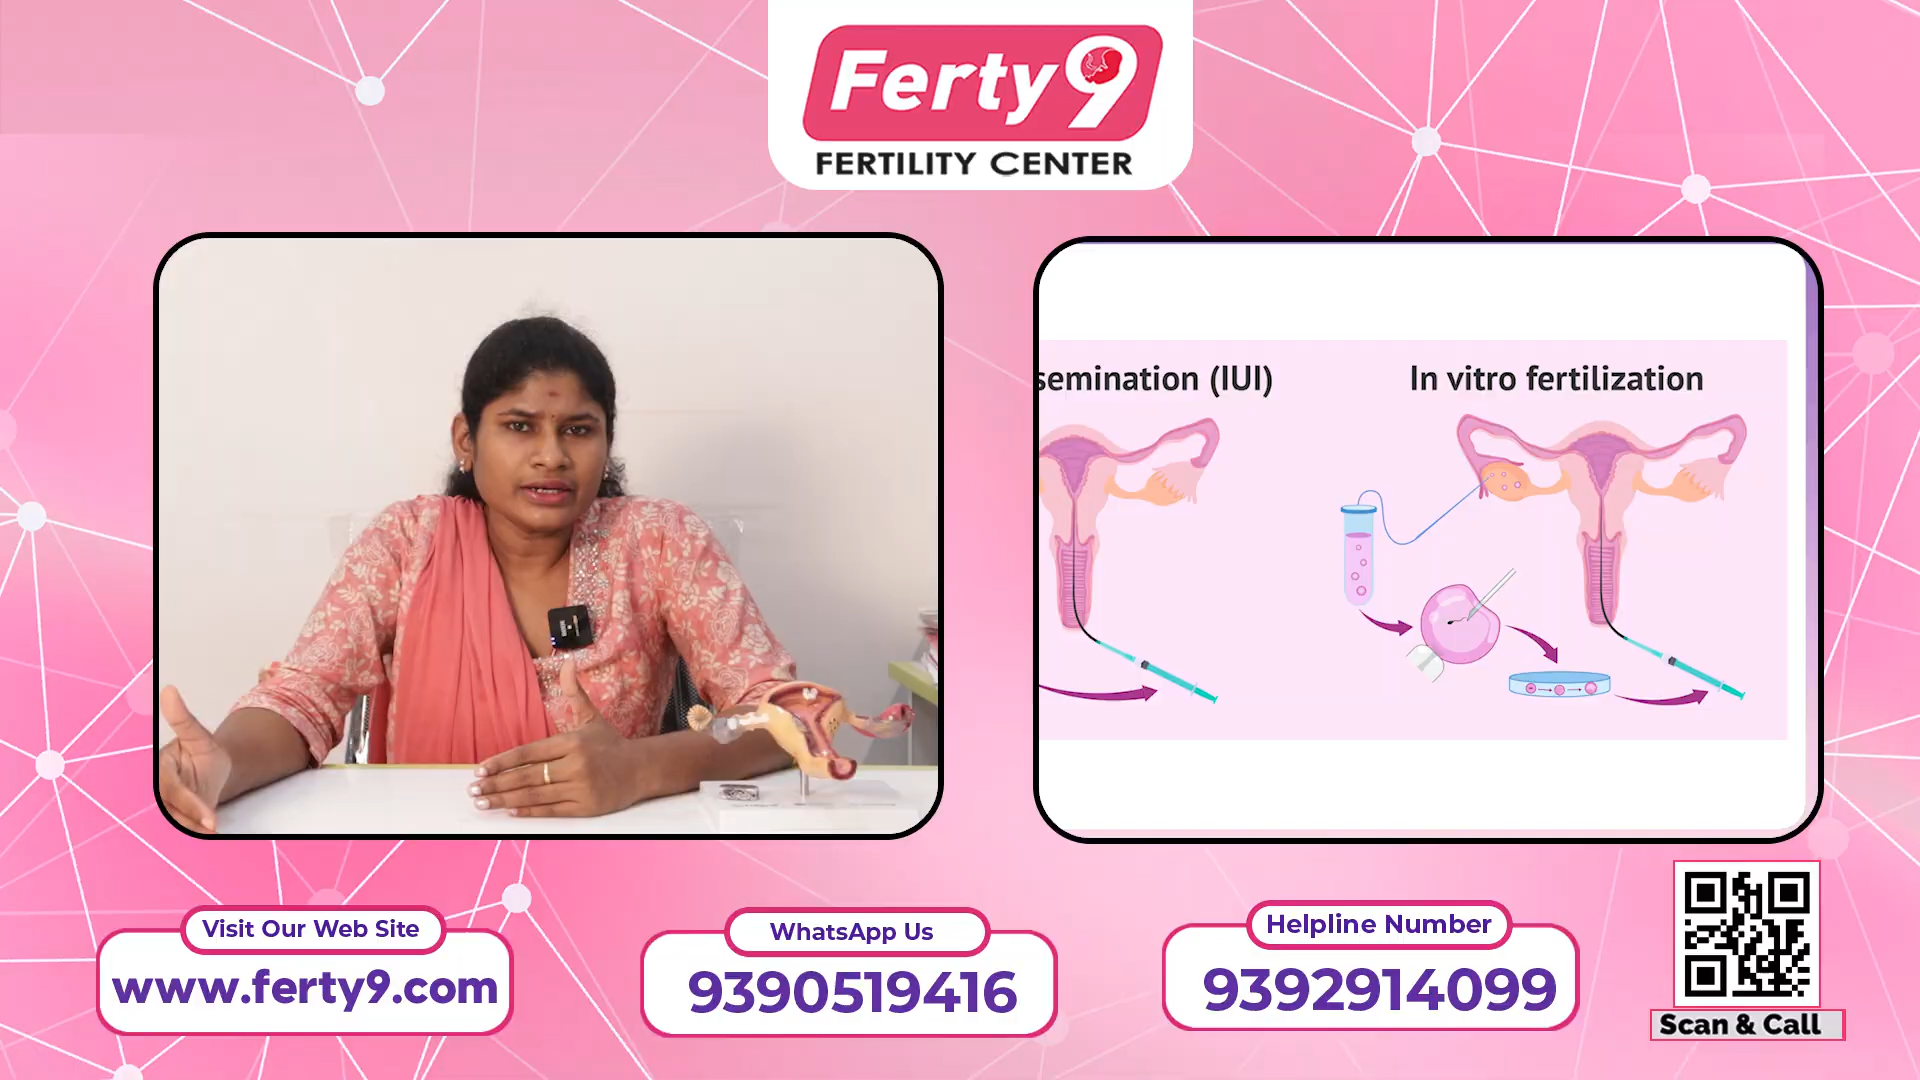 Ferty9
FERTILITY CENTER
semination (IUI)
In vitro fertilization
Visit Our Web Site
www.ferty9.com
WhatsApp Us
9390519416
Helpline Number
9392914099
Scan & Call